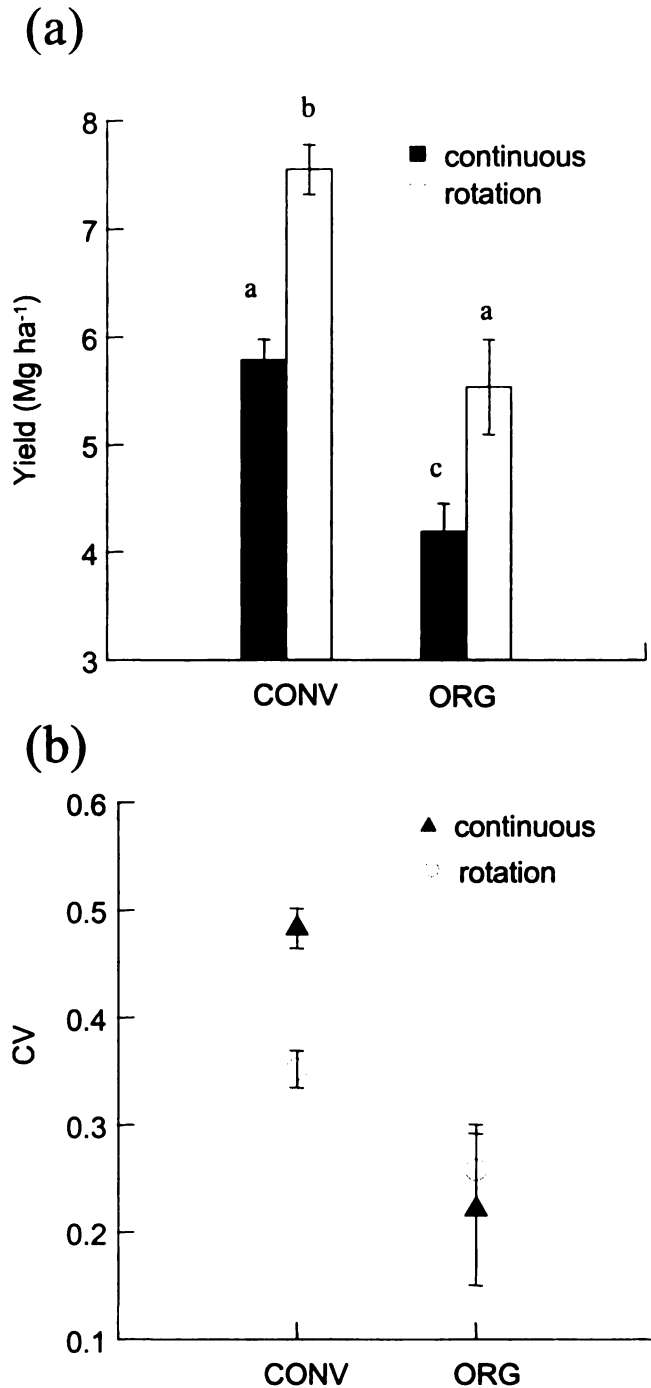 (a)
b
8
continuous
rotation
7
a
a
6
Yield (Mg ha⁻¹)
5
c
4
3
CONV
ORG
(b)
0.6
continuous
rotation
0.5
0.4
CV
0.3
0.2
0.1
CONV
ORG